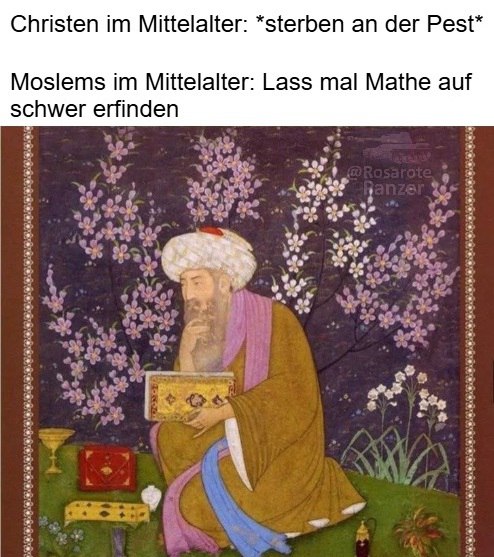 Christen im Mittelalter: *sterben an der Pest*
Moslems im Mittelalter: Lass mal Mathe auf
schwer erfinden
@Rosarote
Panzer